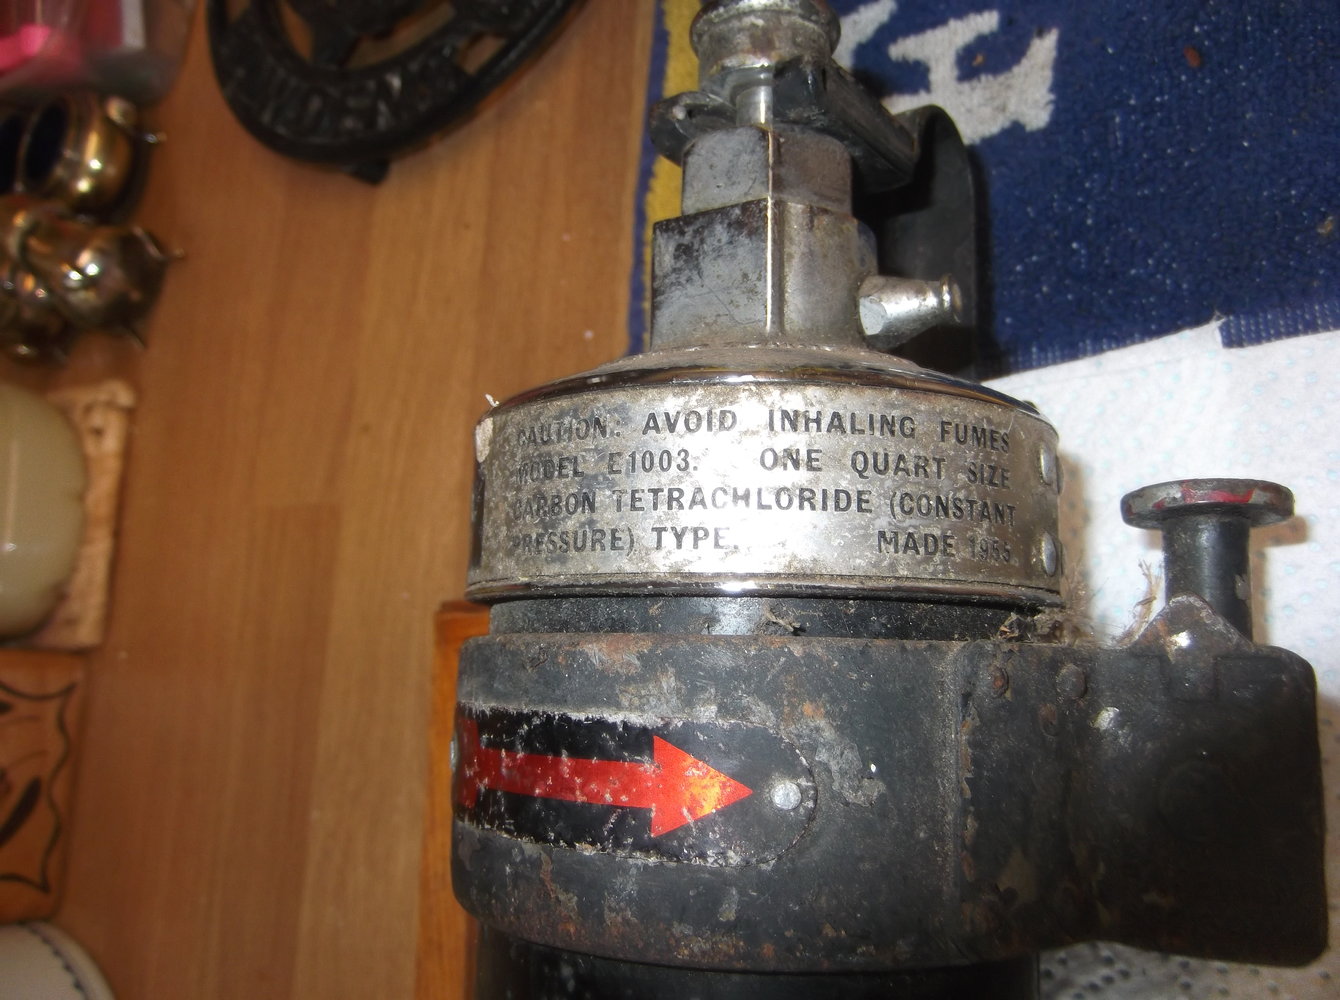 CAUTION: AVOID INHALING FUMES
MODEL E1003. ONE QUART SIZE
CARBON TETRACHLORIDE (CONSTANT
PRESSURE) TYPE. MADE 1955